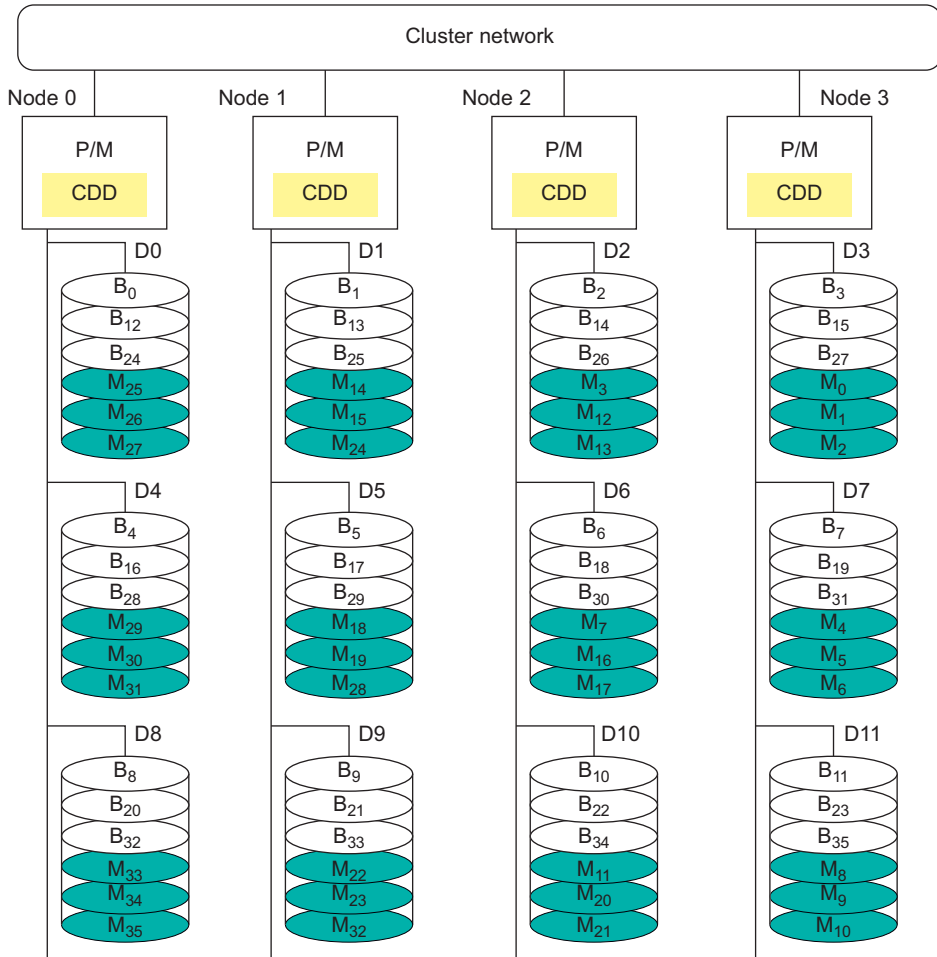 Cluster network
Node 0 Node 1 Node 2 Node 3
P/M P/M P/M P/M
CDD CDD CDD CDD
D0 D1 D2 D3
B0 B1 B2 B3
B12 B13 B14 B15
B24 B25 B26 B27
M25 M14 M3 M0
M26 M15 M12 M1
M27 M24 M13 M2
D4 D5 D6 D7
B4 B5 B6 B7
B16 B17 B18 B19
B28 B29 B30 B31
M29 M18 M7 M4
M30 M19 M16 M5
M31 M28 M17 M6
D8 D9 D10 D11
B8 B9 B10 B11
B20 B21 B22 B23
B32 B33 B34 B35
M33 M22 M11 M8
M34 M23 M20 M9
M35 M32 M21 M10